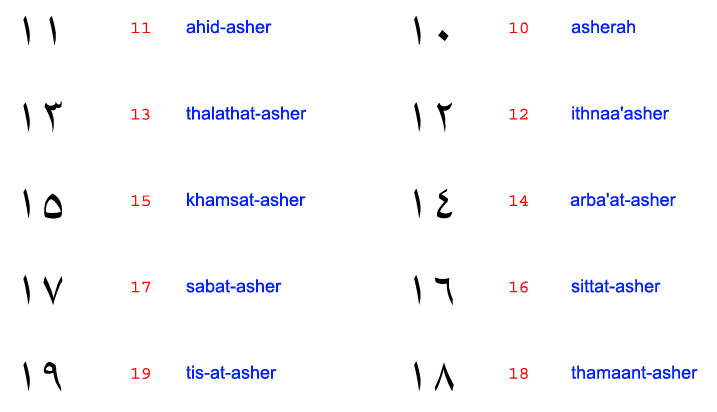 ١١ 11 ahid-asher ١٠ 10 asherah
١٣ 13 thalathat-asher ١٢ 12 ithnaa'asher
١٥ 15 khamsat-asher ١٤ 14 arba'at-asher
١٧ 17 sabat-asher ١٦ 16 sittat-asher
١٩ 19 tis-at-asher ١٨ 18 thamaant-asher